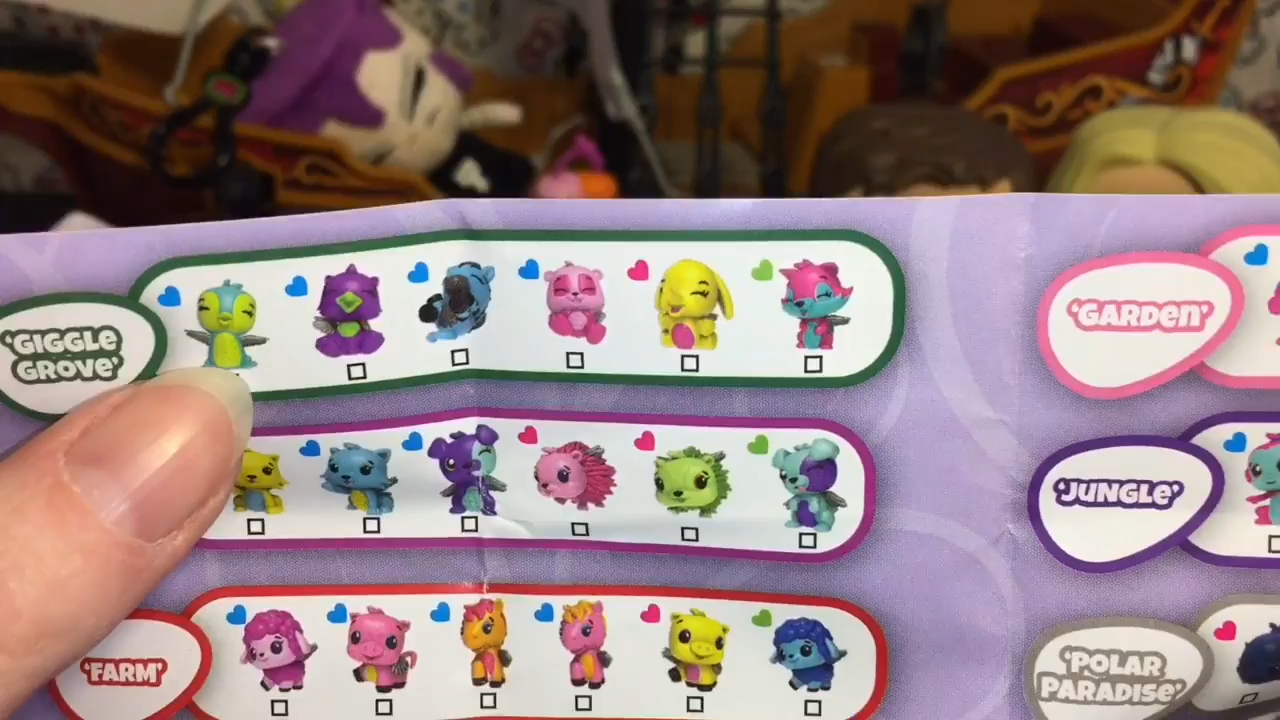 'GIGGLE
GROVE'
'GARDEN'
'JUNGLE'
'FARM'
'POLAR
PARADISE'